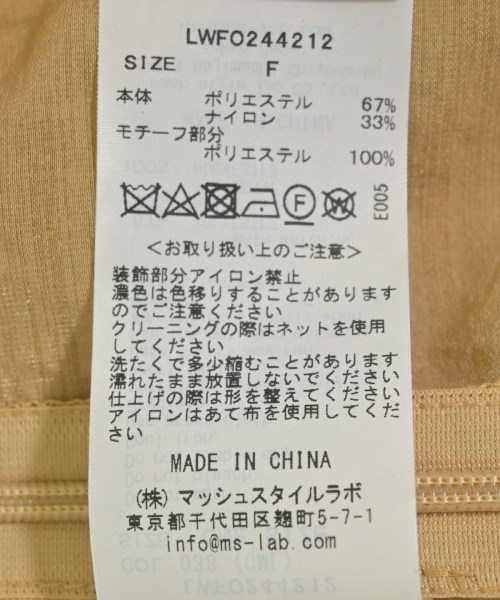 LWFO244212
SIZE F
本体 ポリエステル 67%
ナイロン 33%
モチーフ部分
ポリエステル 100%
F W E005
＜お取り扱い上のご注意＞
装飾部分アイロン禁止
濃色は色移りすることがあります
のでご注意ください
クリーニングの際はネットを使用
してください
洗たくで多少縮むことがあります
濡れたまま放置しないでください
仕上げの際は形を整えてください
アイロンはあて布を使用してくだ
さい
MADE IN CHINA
(株)マッシュスタイルラボ
東京都千代田区麹町5-7-1
info@ms-lab.com